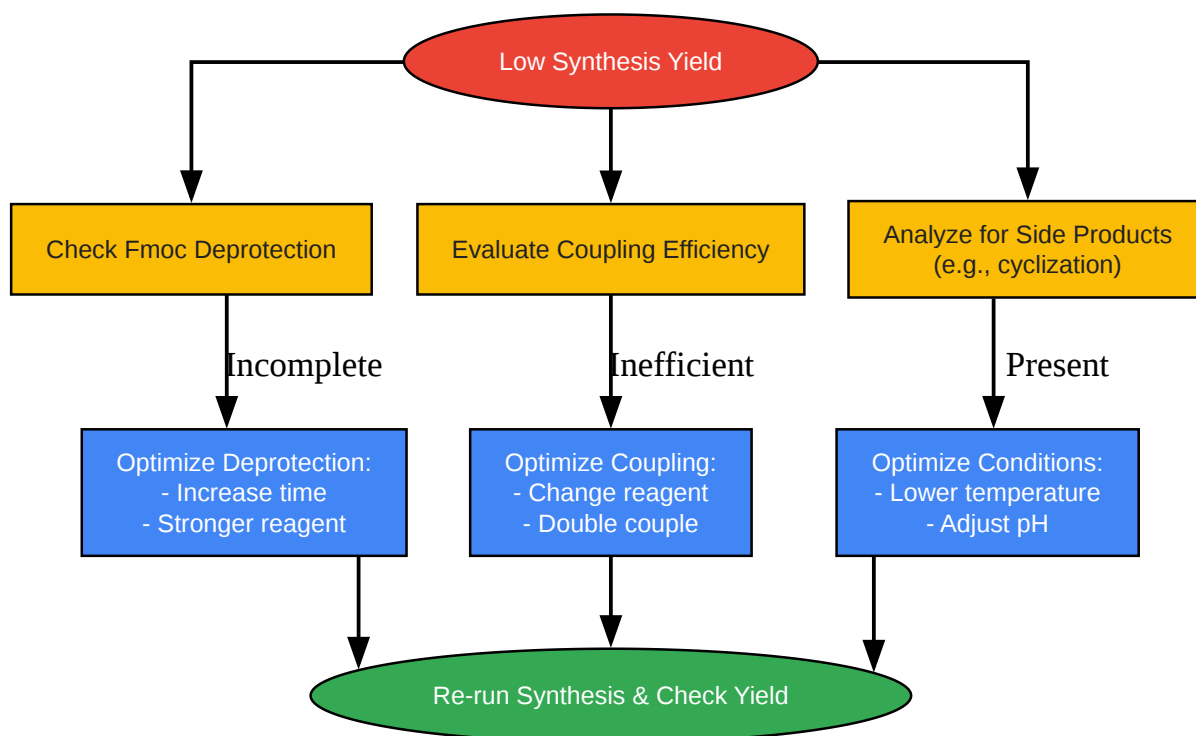 Low Synthesis Yield
Check Fmoc Deprotection
Evaluate Coupling Efficiency
Analyze for Side Products
(e.g., cyclization)
Incomplete
Inefficient
Present
Optimize Deprotection:
- Increase time
- Stronger reagent
Optimize Coupling:
- Change reagent
- Double couple
Optimize Conditions:
- Lower temperature
- Adjust pH
Re-run Synthesis & Check Yield